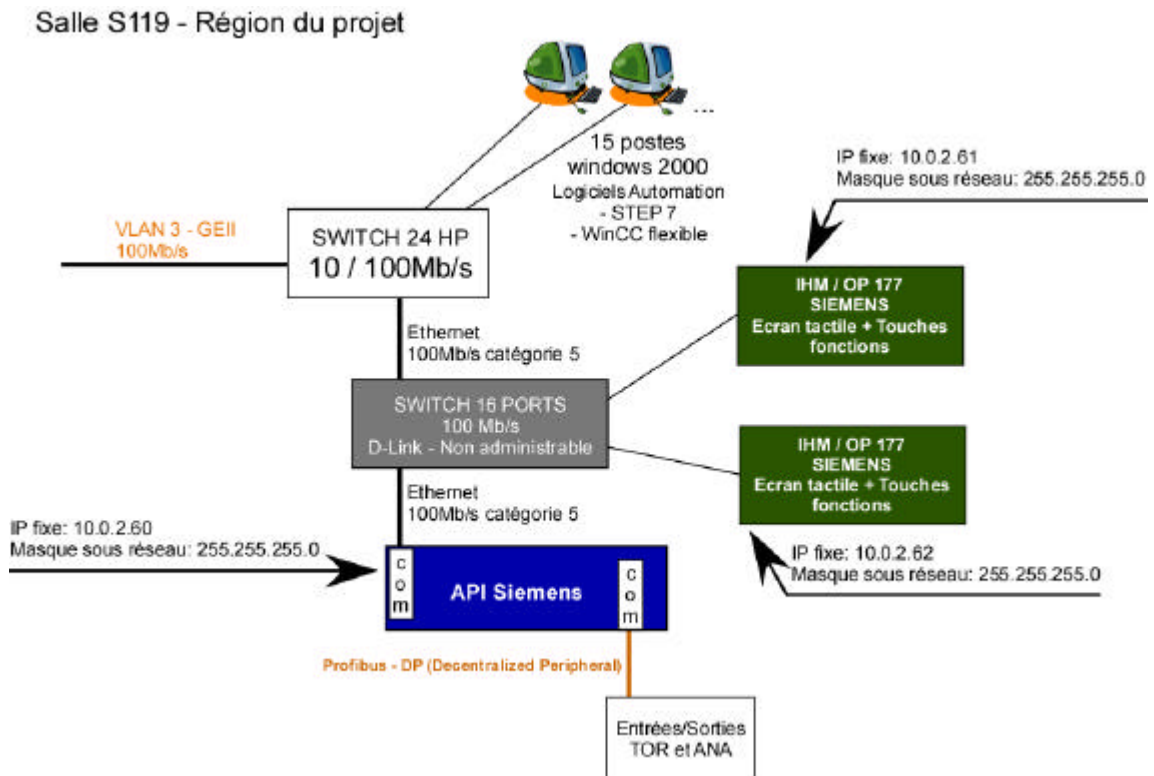 Salle S119 - Région du projet
...
15 postes
windows 2000
Logiciels Automation
- STEP 7
- WinCC flexible
IP fixe: 10.0.2.61
Masque sous réseau: 255.255.255.0
VLAN 3 - GEII
100Mb/s
SWITCH 24 HP
10 / 100Mb/s
IHM / OP 177
SIEMENS
Ecran tactile + Touches
fonctions
Ethernet
100Mb/s catégorie 5
SWITCH 16 PORTS
100 Mb/s
D-Link - Non administrable
IHM / OP 177
SIEMENS
Ecran tactile + Touches
fonctions
Ethernet
100Mb/s catégorie 5
IP fixe: 10.0.2.60
Masque sous réseau: 255.255.255.0
IP fixe: 10.0.2.62
Masque sous réseau: 255.255.255.0
com
API Siemens
com
Profibus - DP (Decentralized Peripheral)
Entrées/Sorties
TOR et ANA